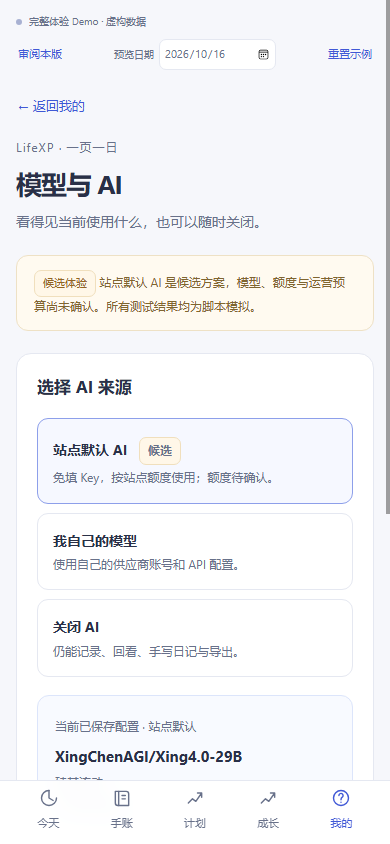 完整体验 Demo · 虚构数据
审阅本版 预览日期 2026/10/16 重置示例
← 返回我的
LifeXP · 一页一日
模型与 AI
看得见当前使用什么，也可以随时关闭。
候选体验 站点默认 AI 是候选方案，模型、额度与运营预
算尚未确认。所有测试结果均为脚本模拟。
选择 AI 来源
站点默认 AI 候选
免填 Key，按站点额度使用；额度待确认。
我自己的模型
使用自己的供应商账号和 API 配置。
关闭 AI
仍能记录、回看、手写日记与导出。
当前已保存配置 · 站点默认
XingChenAGI/Xing4.0-29B
今天 手账 计划 成长 我的